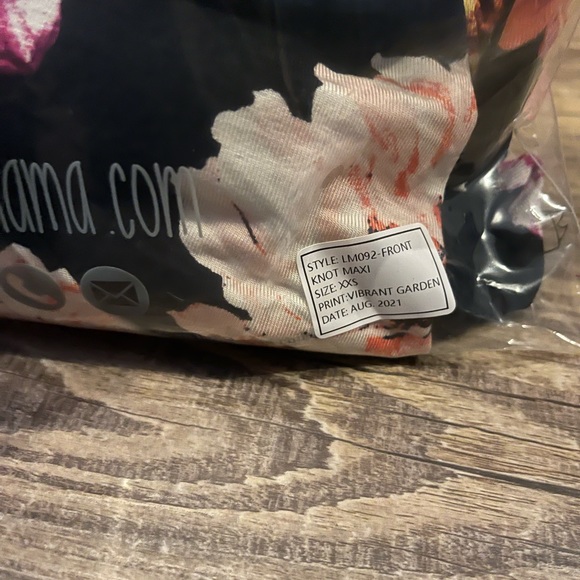 ama.com
STYLE: LM092-FRONT
KNOT MAXI
SIZE: XXS
PRINT:VIBRANT GARDEN
DATE: AUG. 2021